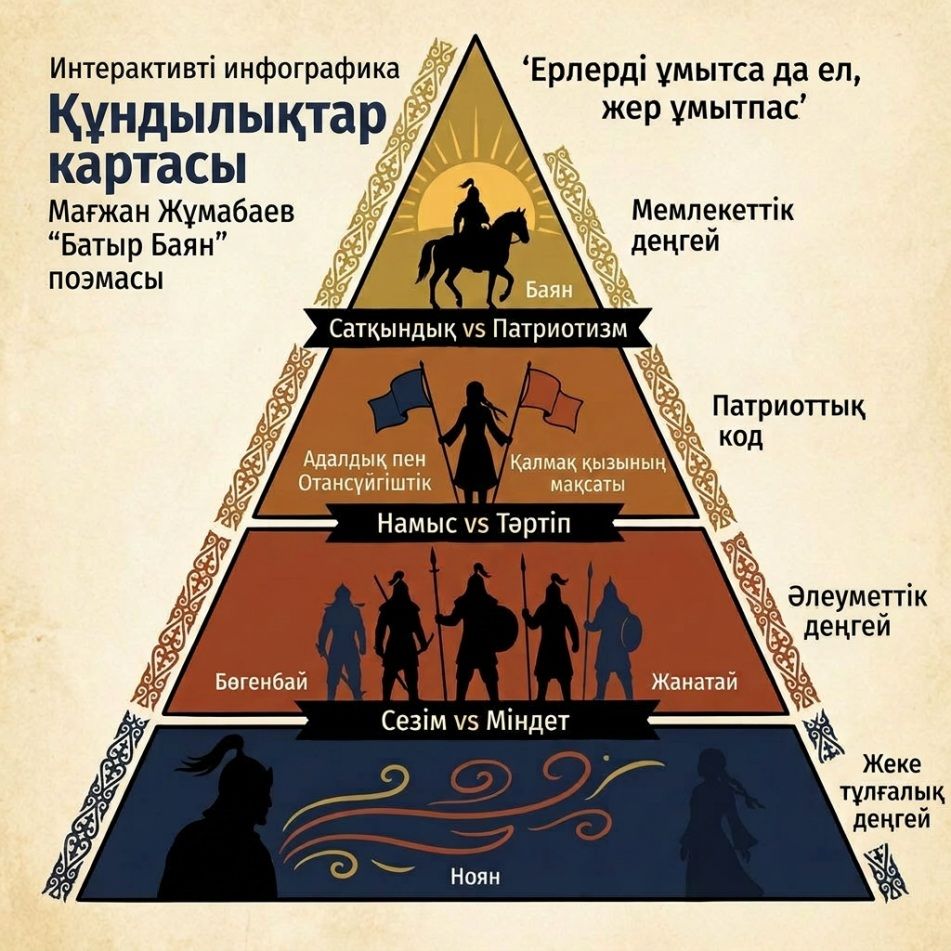 Интерактивті инфографика
Құндылықтар
картасы
Мағжан Жұмабаев
“Батыр Баян”
поэмасы
‘Ерлерді ұмытса да ел,
жер ұмытпас’
Мемлекеттік
деңгей
Баян
Сатқындық vs Патриотизм
Патриоттық
код
Адалдық пен
Отансүйгіштік
Қалмақ қызының
мақсаты
Намыс vs Тәртіп
Әлеуметтік
деңгей
Бөгенбай
Жанатай
Сезім vs Міндет
Жеке
тұлғалық
деңгей
Ноян